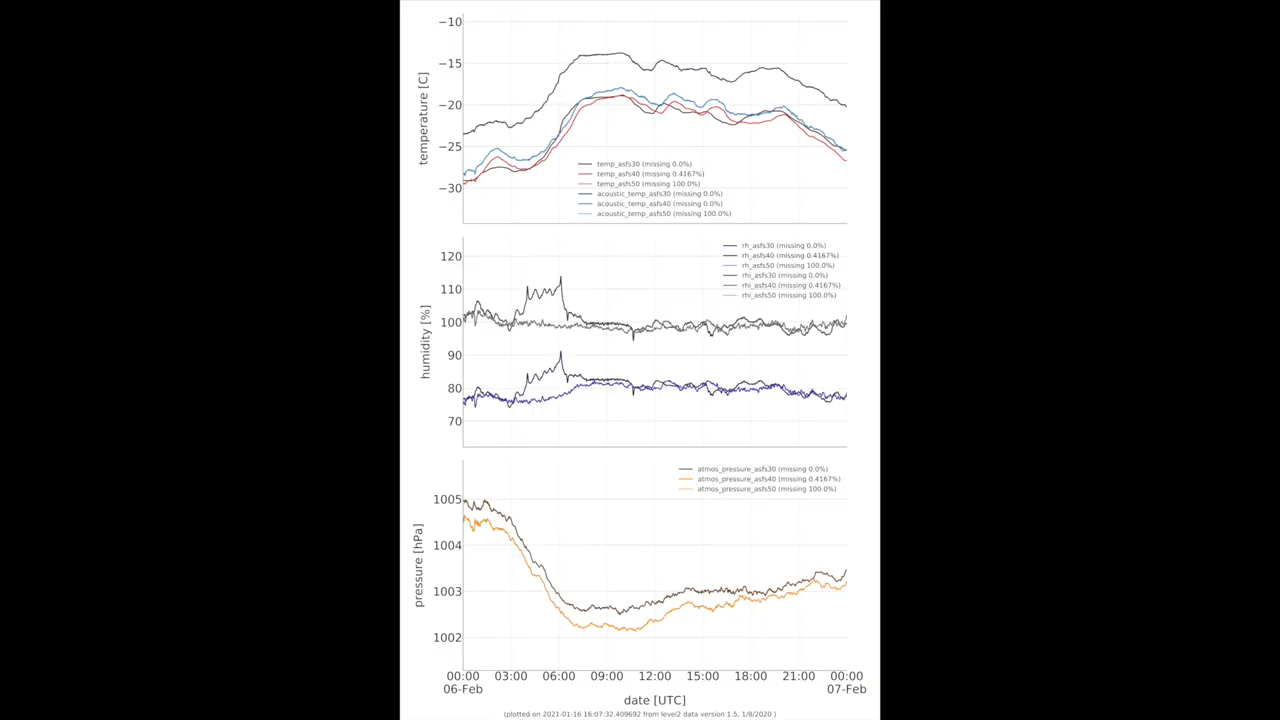 −10
−15
−20
−25
−30
temperature [C]
temp_asfs30 (missing 0.0%)
temp_asfs40 (missing 0.4167%)
temp_asfs50 (missing 100.0%)
acoustic_temp_asfs30 (missing 0.0%)
acoustic_temp_asfs40 (missing 0.0%)
acoustic_temp_asfs50 (missing 100.0%)
120
110
100
90
80
70
humidity [%]
rh_asfs30 (missing 0.0%)
rh_asfs40 (missing 0.4167%)
rh_asfs50 (missing 100.0%)
rhi_asfs30 (missing 0.0%)
rhi_asfs40 (missing 0.4167%)
rhi_asfs50 (missing 100.0%)
1005
1004
1003
1002
pressure [hPa]
atmos_pressure_asfs30 (missing 0.0%)
atmos_pressure_asfs40 (missing 0.4167%)
atmos_pressure_asfs50 (missing 100.0%)
00:00 03:00 06:00 09:00 12:00 15:00 18:00 21:00 00:00
06-Feb 07-Feb
date [UTC]
(plotted on 2021-01-16 16:07:32.409692 from level2 data version 1.5, 1/8/2020 )